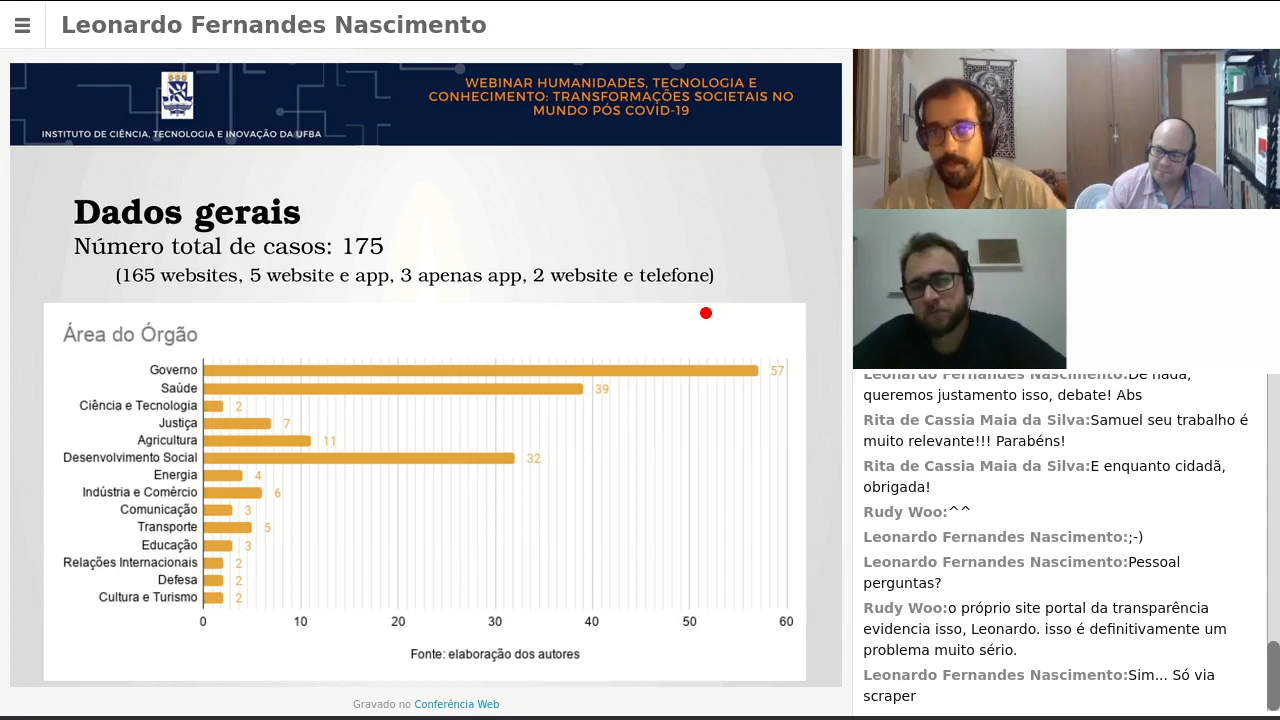 Leonardo Fernandes Nascimento
WEBINAR HUMANIDADES, TECNOLOGIA E
CONHECIMENTO: TRANSFORMAÇÕES SOCIETAIS NO
MUNDO PÓS COVID-19
INSTITUTO DE CIÊNCIA, TECNOLOGIA E INOVAÇÃO DA UFBA
Dados gerais
Número total de casos: 175
(165 websites, 5 website e app, 3 apenas app, 2 website e telefone)
Área do Órgão
Governo 57
Saúde 39
Ciência e Tecnologia 2
Justiça 7
Agricultura 11
Desenvolvimento Social 32
Energia 4
Indústria e Comércio 6
Comunicação 3
Transporte 5
Educação 3
Relações Internacionais 2
Defesa 2
Cultura e Turismo 2
0 10 20 30 40 50 60
Fonte: elaboração dos autores
Gravado no Conferência Web
Leonardo Fernandes Nascimento:De nada,
queremos justamento isso, debate! Abs
Rita de Cassia Maia da Silva:Samuel seu trabalho é
muito relevante!!! Parabéns!
Rita de Cassia Maia da Silva:E enquanto cidadã,
obrigada!
Rudy Woo:^^
Leonardo Fernandes Nascimento:;-)
Leonardo Fernandes Nascimento:Pessoal
perguntas?
Rudy Woo:o próprio site portal da transparência
evidencia isso, Leonardo. isso é definitivamente um
problema muito sério.
Leonardo Fernandes Nascimento:Sim... Só via
scraper